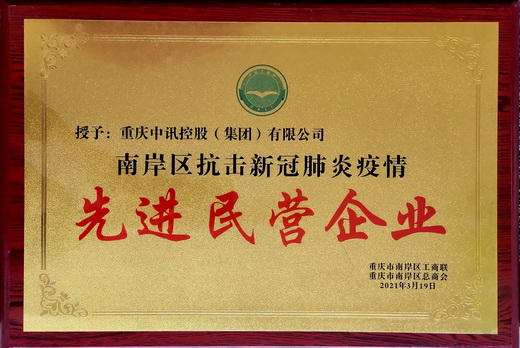 授予：重庆中讯控股（集团）有限公司
南岸区抗击新冠肺炎疫情
先进民营企业
重庆市南岸区工商联
重庆市南岸区总商会
2021年3月19日